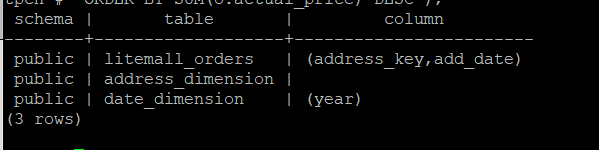 tpch-# ORDER BY SUM(o.actual_price) DESC ');
schema | table | column
--------+-------------------+------------------------
public | litemall_orders | (address_key,add_date)
public | address_dimension |
public | date_dimension | (year)
(3 rows)